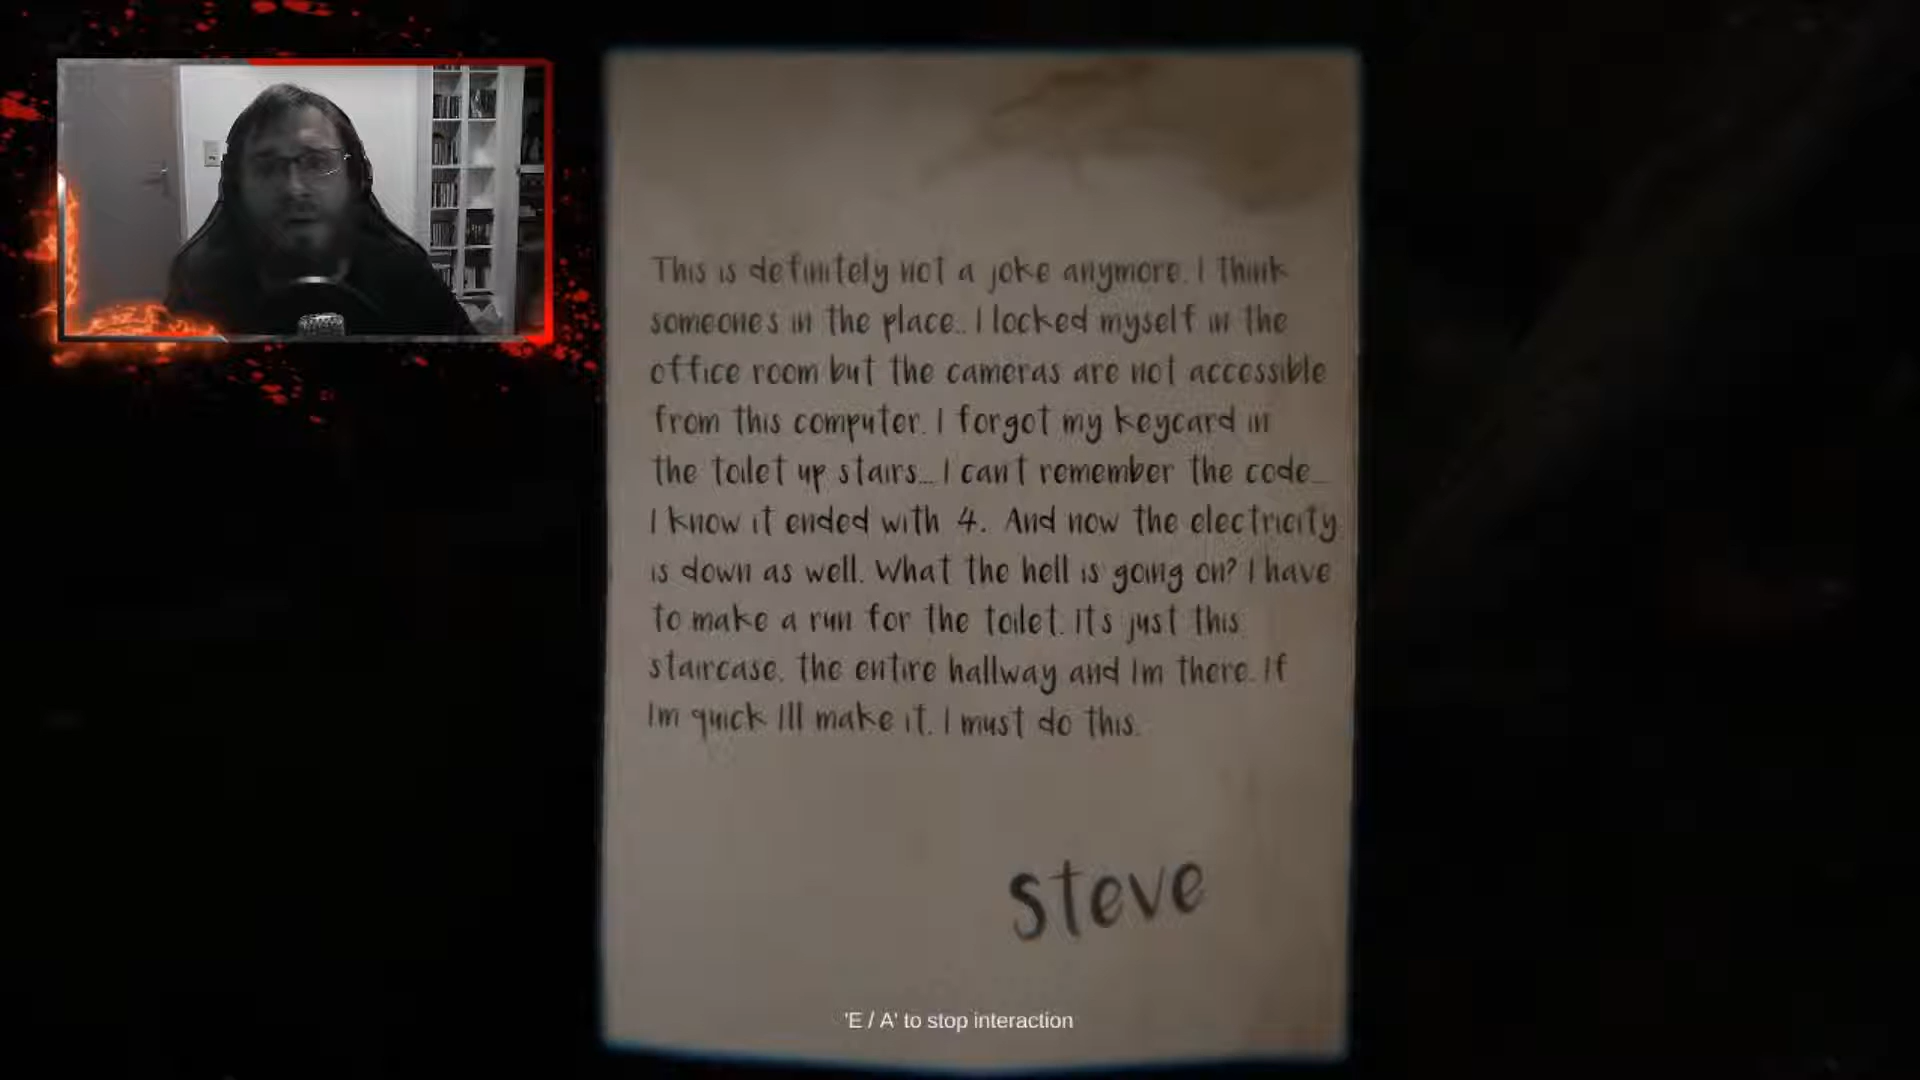 This is definitely not a joke anymore. I think
someones in the place.. I locked myself in the
office room but the cameras are not accessible
from this computer. I forgot my keycard in
the toilet up stairs... I can't remember the code...
I know it ended with 4. And now the electricity
is down as well. What the hell is going on? I have
to make a run for the toilet. It's just this
staircase, the entire hallway and Im there. If
Im quick Ill make it. I must do this.
steve
'E / A' to stop interaction